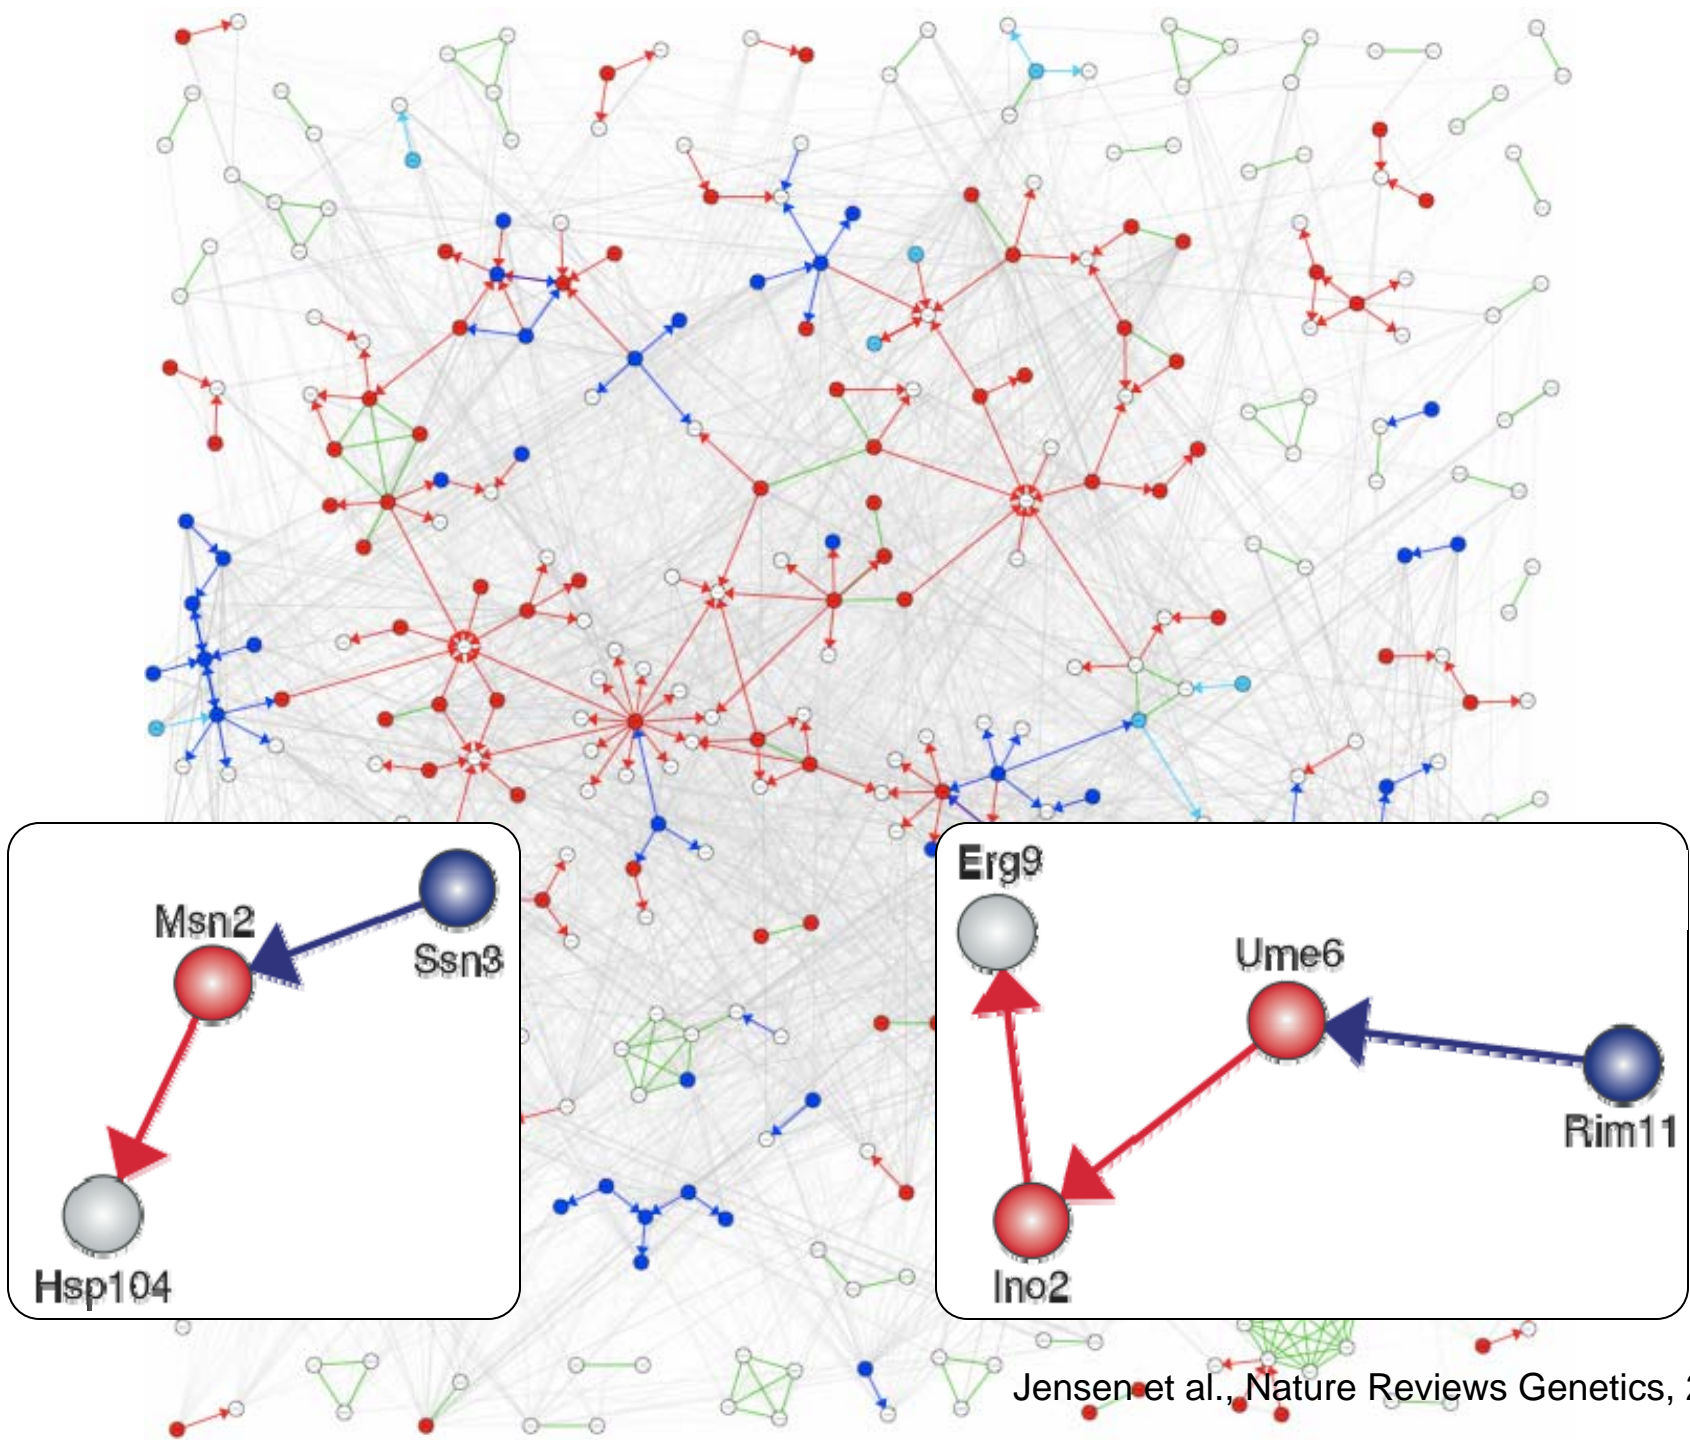 Msn2
Ssn3
Hsp104
Erg9
Ume6
Rim11
Ino2
Jensen et al., Nature Reviews Genetics,